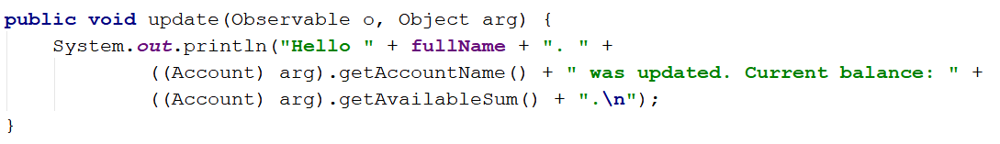 public void update(Observable o, Object arg) {
    System.out.println("Hello " + fullName + ". " +
            ((Account) arg).getAccountName() + " was updated. Current balance: " +
            ((Account) arg).getAvailableSum() + ".\n");
}